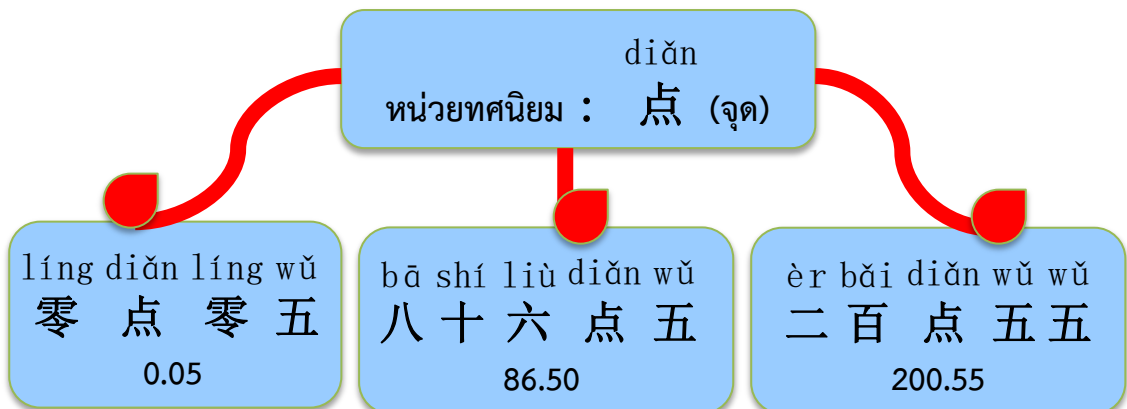 diǎn
หน่วยทศนิยม : 点 (จุด)
líng diǎn líng wǔ
零 点 零 五
0.05
bā shí liù diǎn wǔ
八 十 六 点 五
86.50
èr bǎi diǎn wǔ wǔ
二 百 点 五 五
200.55